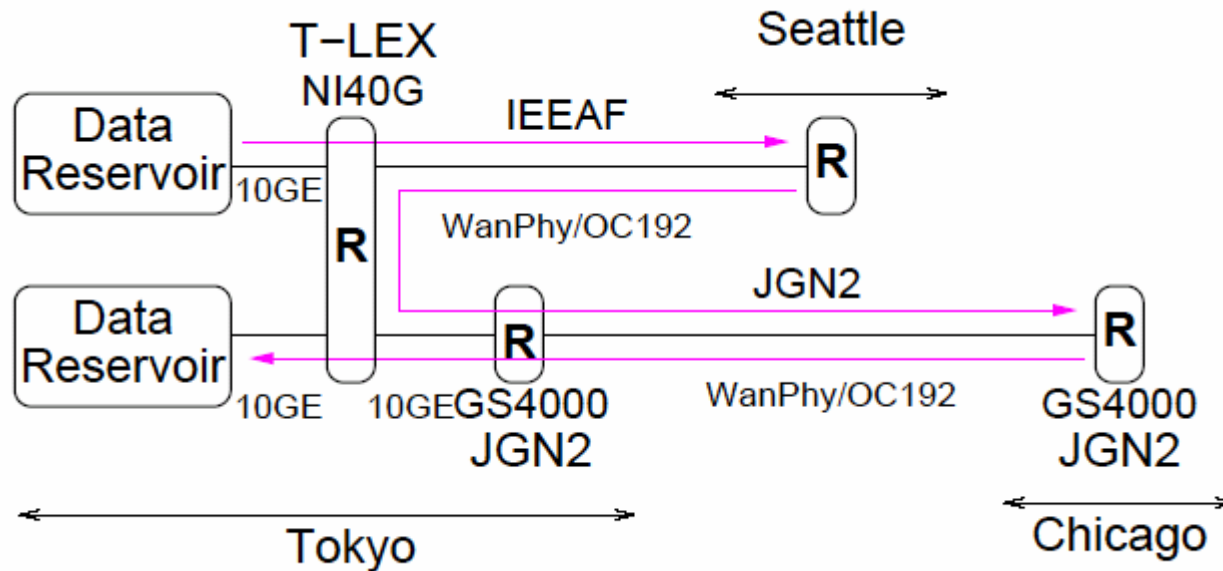 T−LEX
NI40G
Seattle
Data
Reservoir
10GE
IEEAF
R
R
WanPhy/OC192
Data
Reservoir
10GE
10GE
R
JGN2
R
WanPhy/OC192
GS4000
JGN2
GS4000
JGN2
Tokyo
Chicago